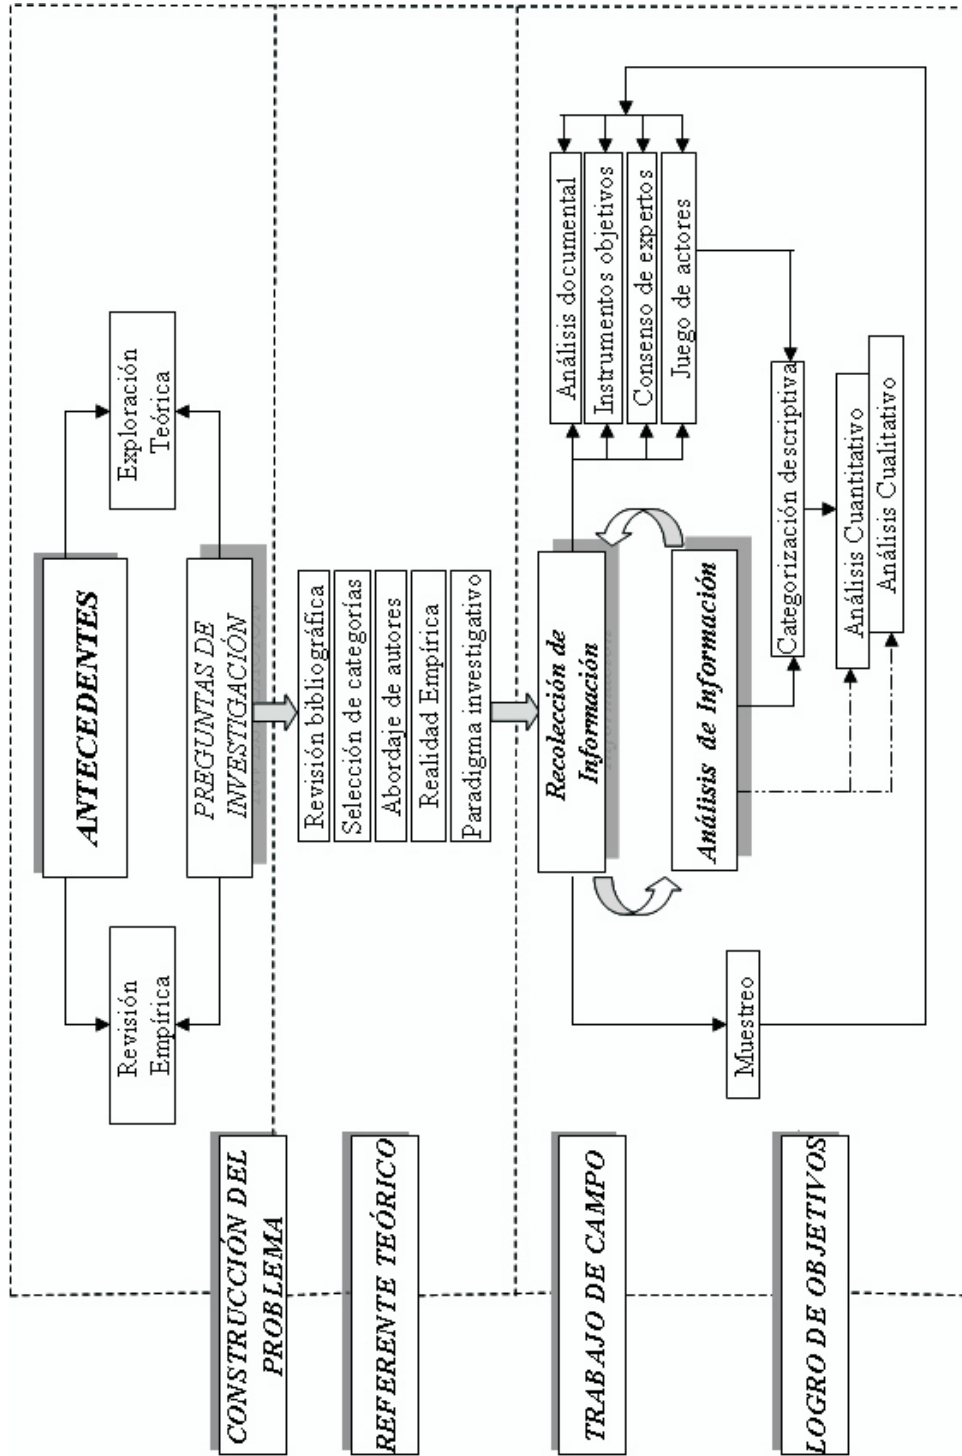 ANTECEDENTES
Revisión
Empírica
Exploración
Teórica
PREGUNTAS DE
INVESTIGACIÓN
CONSTRUCCIÓN DEL
PROBLEMA
Revisión bibliográfica
Selección de categorías
Abordaje de autores
Realidad Empírica
Paradigma investigativo
REFERENTE TEÓRICO
Recolección de
Información
Análisis documental
Instrumentos objetivos
Consenso de expertos
Juego de actores
TRABAJO DE CAMPO
Análisis de Información
Muestreo
Categorización descriptiva
Análisis Cuantitativo
Análisis Cualitativo
LOGRO DE OBJETIVOS